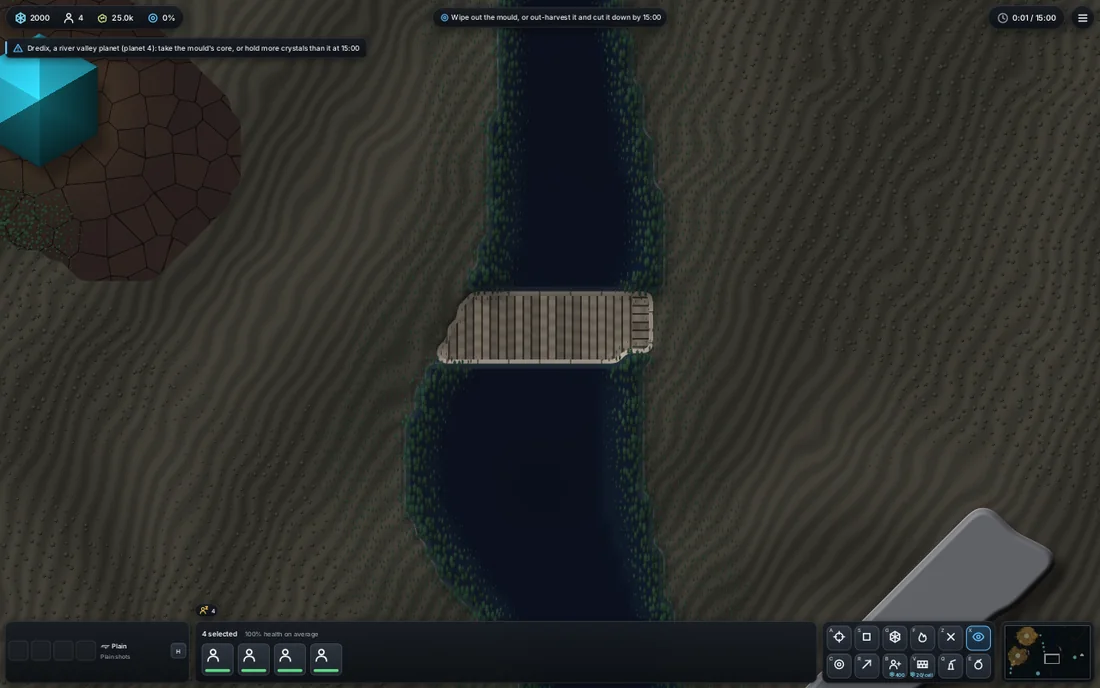 2000 4 25.0k 0%
Wipe out the mould, or out-harvest it and cut it down by 15:00
0:01 / 15:00
Dredix, a river valley planet (planet 4): take the mould's core, or hold more crystals than it at 15:00
4
4 selected 100% health on average
Plain
Plain shots
H
A S G F Z X
C E B V Q
400 20/cell